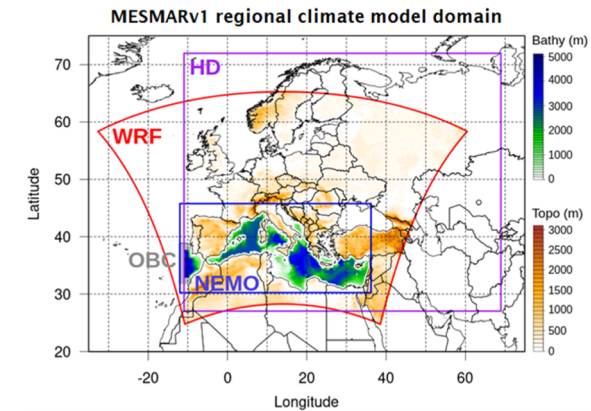 MESMARv1 regional climate model domain
Bathy (m)
5000
4000
3000
2000
1000
0
Topo (m)
3000
2500
2000
1500
1000
500
0
HD
WRF
OBC
NEMO
Latitude
70
60
50
40
30
20
-20
0
20
40
60
Longitude